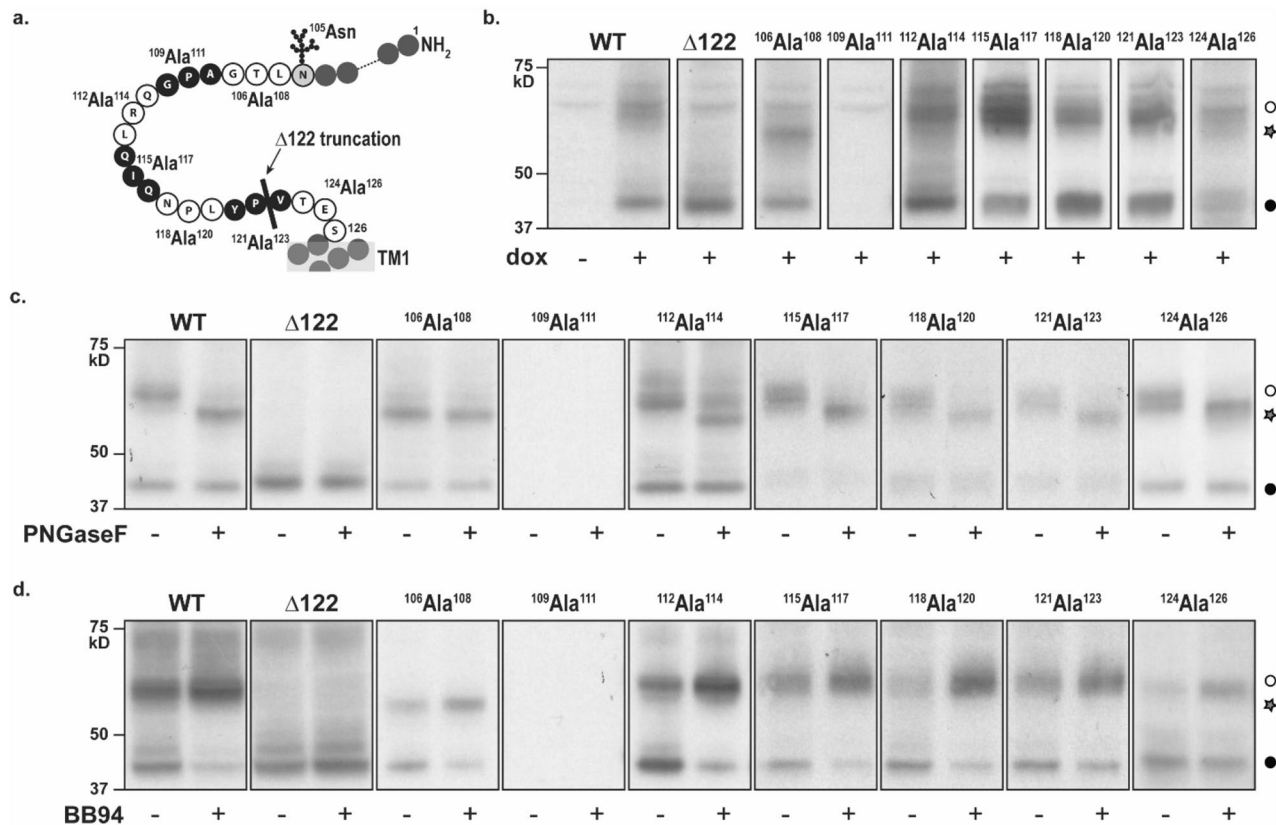 a.
¹⁰⁵Asn
¹NH₂
¹⁰⁹Ala¹¹¹
G P A G T L N
¹⁰⁶Ala¹⁰⁸
¹¹²Ala¹¹⁴
Q
R
L
Q
I
Q
¹¹⁵Ala¹¹⁷
Δ122 truncation
N P L Y P V T E S
¹²⁴Ala¹²⁶
126
¹¹⁸Ala¹²⁰
¹²¹Ala¹²³
TM1
b.
WT Δ122 ¹⁰⁶Ala¹⁰⁸ ¹⁰⁹Ala¹¹¹ ¹¹²Ala¹¹⁴ ¹¹⁵Ala¹¹⁷ ¹¹⁸Ala¹²⁰ ¹²¹Ala¹²³ ¹²⁴Ala¹²⁶
75
kD
50
37
dox - + + + + + + + + +
c.
WT Δ122 ¹⁰⁶Ala¹⁰⁸ ¹⁰⁹Ala¹¹¹ ¹¹²Ala¹¹⁴ ¹¹⁵Ala¹¹⁷ ¹¹⁸Ala¹²⁰ ¹²¹Ala¹²³ ¹²⁴Ala¹²⁶
75
kD
50
37
PNGaseF - + - + - + - + - + - + - + - + - +
d.
WT Δ122 ¹⁰⁶Ala¹⁰⁸ ¹⁰⁹Ala¹¹¹ ¹¹²Ala¹¹⁴ ¹¹⁵Ala¹¹⁷ ¹¹⁸Ala¹²⁰ ¹²¹Ala¹²³ ¹²⁴Ala¹²⁶
75
kD
50
37
BB94 - + - + - + - + - + - + - + - + - +